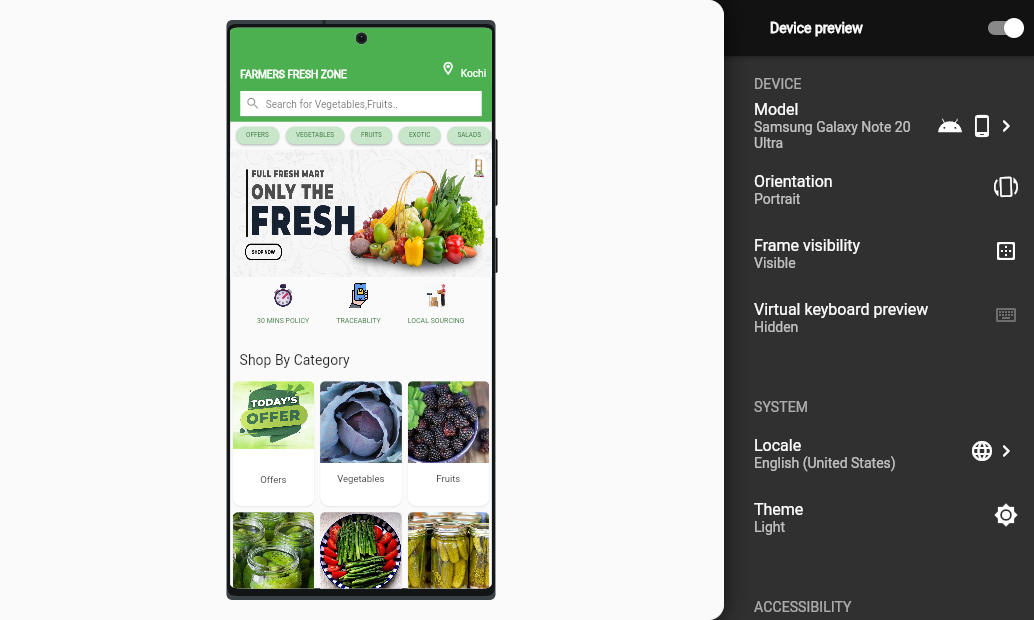 FARMERS FRESH ZONE
Kochi
Search for Vegetables,Fruits..
OFFERS VEGETABLES FRUITS EXOTIC SALADS
FULL FRESH MART
ONLY THE
FRESH
SHOP NOW
30 MINS POLICY TRACEABLITY LOCAL SOURCING
Shop By Category
TODAY'S
OFFER
Offers Vegetables Fruits
Device preview
DEVICE
Model
Samsung Galaxy Note 20
Ultra
Orientation
Portrait
Frame visibility
Visible
Virtual keyboard preview
Hidden
SYSTEM
Locale
English (United States)
Theme
Light
ACCESSIBILITY